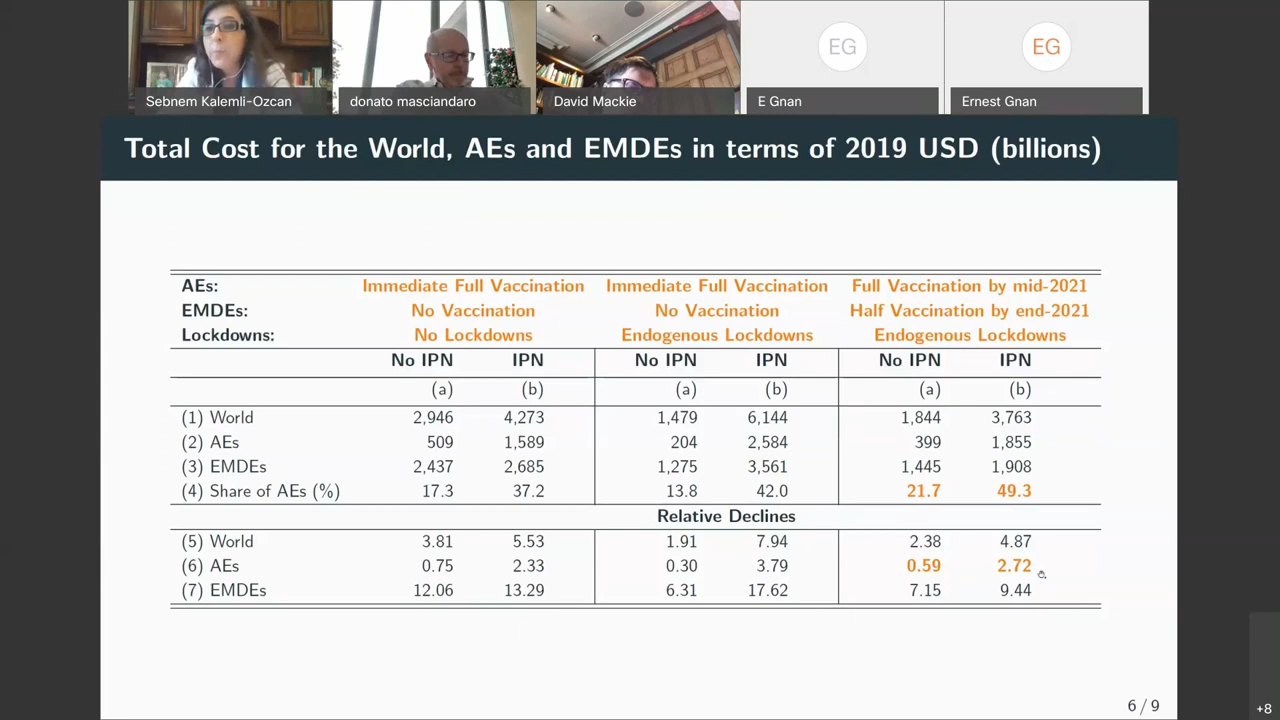 EG
EG
Sebnem Kalemli-Ozcan
donato masciandaro
David Mackie
E Gnan
Ernest Gnan
Total Cost for the World, AEs and EMDEs in terms of 2019 USD (billions)
AEs: Immediate Full Vaccination Immediate Full Vaccination Full Vaccination by mid-2021
EMDEs: No Vaccination No Vaccination Half Vaccination by end-2021
Lockdowns: No Lockdowns Endogenous Lockdowns Endogenous Lockdowns
No IPN IPN No IPN IPN No IPN IPN
(a) (b) (a) (b) (a) (b)
(1) World 2,946 4,273 1,479 6,144 1,844 3,763
(2) AEs 509 1,589 204 2,584 399 1,855
(3) EMDEs 2,437 2,685 1,275 3,561 1,445 1,908
(4) Share of AEs (%) 17.3 37.2 13.8 42.0 21.7 49.3
Relative Declines
(5) World 3.81 5.53 1.91 7.94 2.38 4.87
(6) AEs 0.75 2.33 0.30 3.79 0.59 2.72
(7) EMDEs 12.06 13.29 6.31 17.62 7.15 9.44
6 / 9
+8